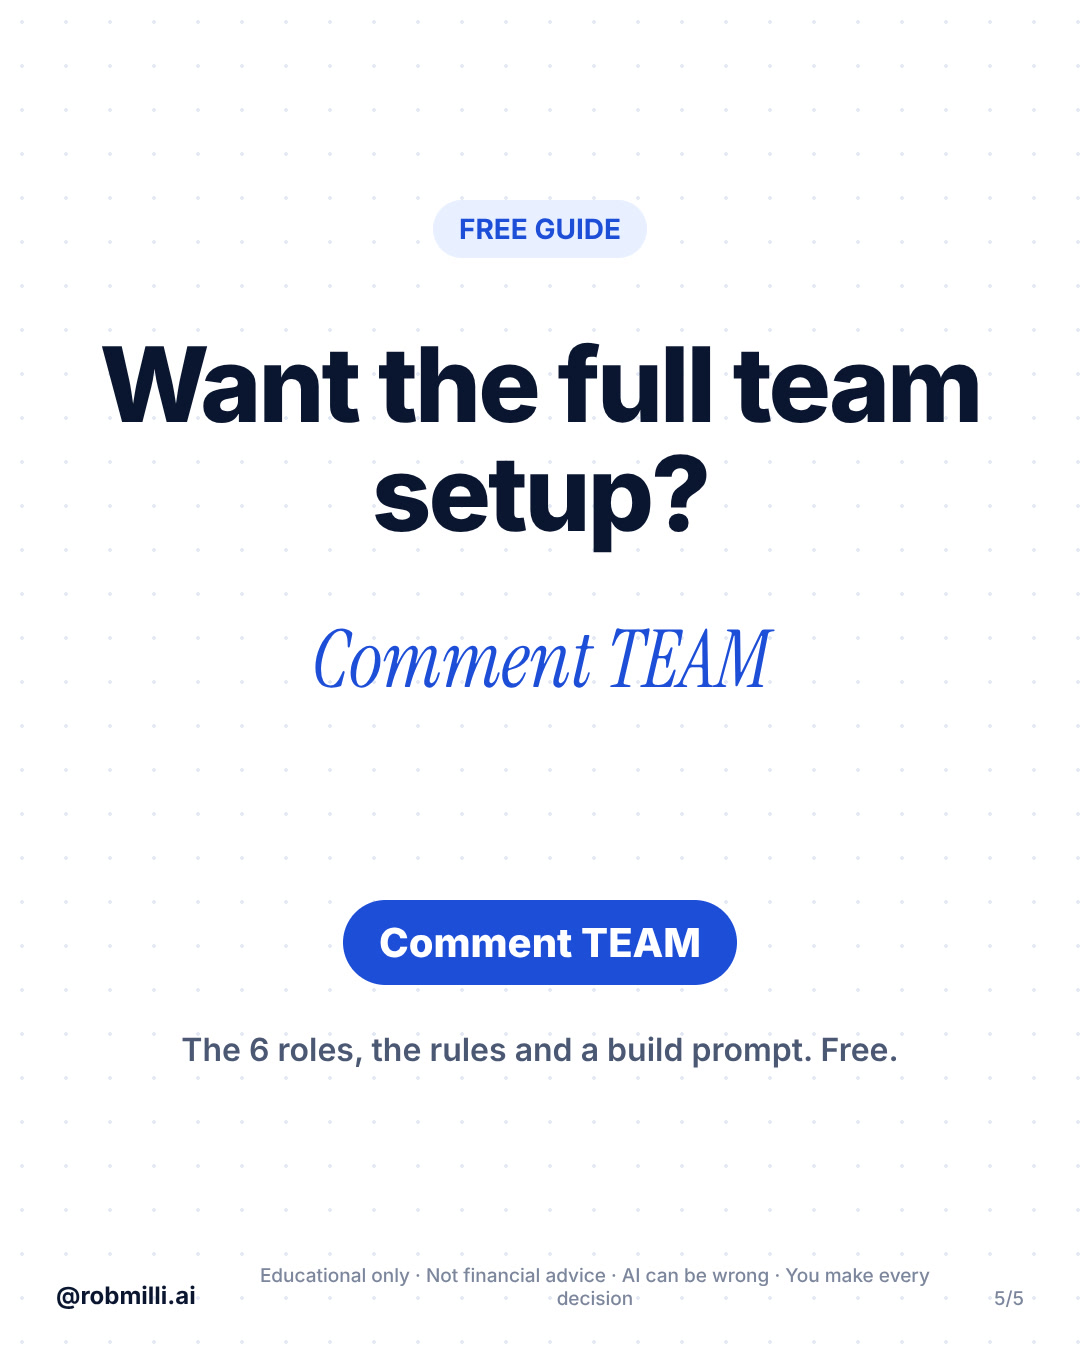 FREE GUIDE
Want the full team
setup?
Comment TEAM
Comment TEAM
The 6 roles, the rules and a build prompt. Free.
@robmilli.ai
Educational only · Not financial advice · AI can be wrong · You make every
decision
5/5